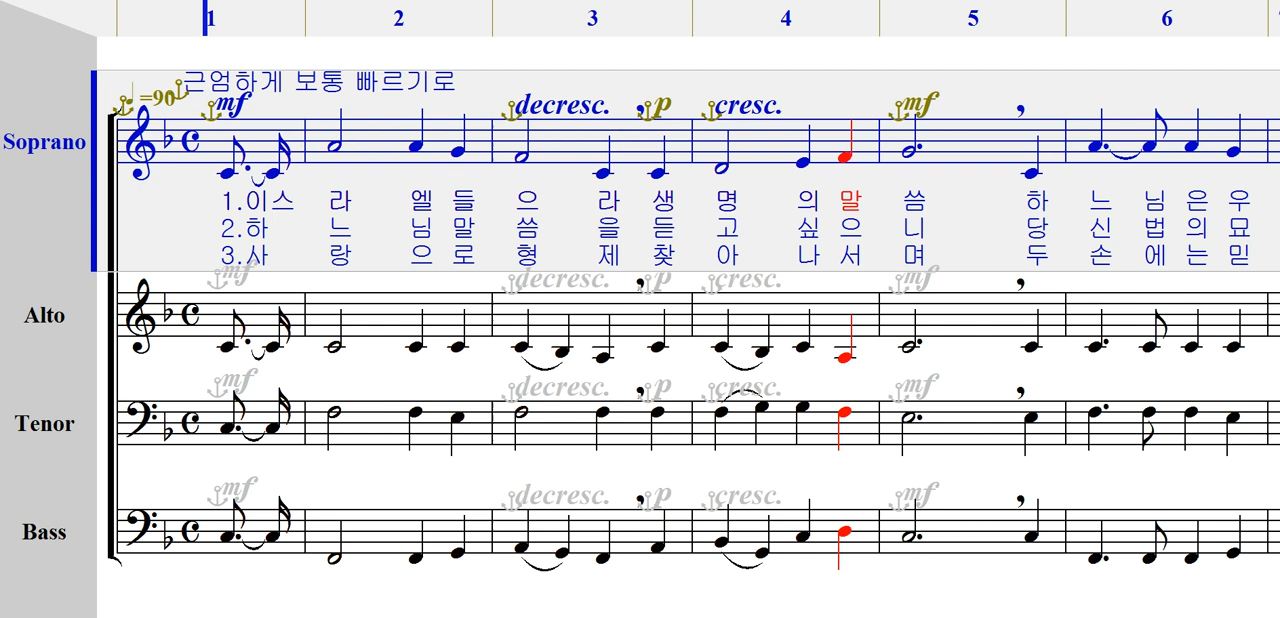 1 2 3 4 5 6
근엄하게 보통 빠르기로
=90
mf decresc. p cresc. mf
Soprano
1.이스 라 엘 들 으 라 생 명 의 말 씀 하 느 님 은 우
2.하 느 님 말 씀 을 듣 고 싶 으 니 당 신 법 의 묘
3.사 랑 으 로 형 제 찾 아 나 서 며 두 손 에 는 믿
mf decresc. p cresc. mf
Alto
mf decresc. p cresc. mf
Tenor
mf decresc. p cresc. mf
Bass